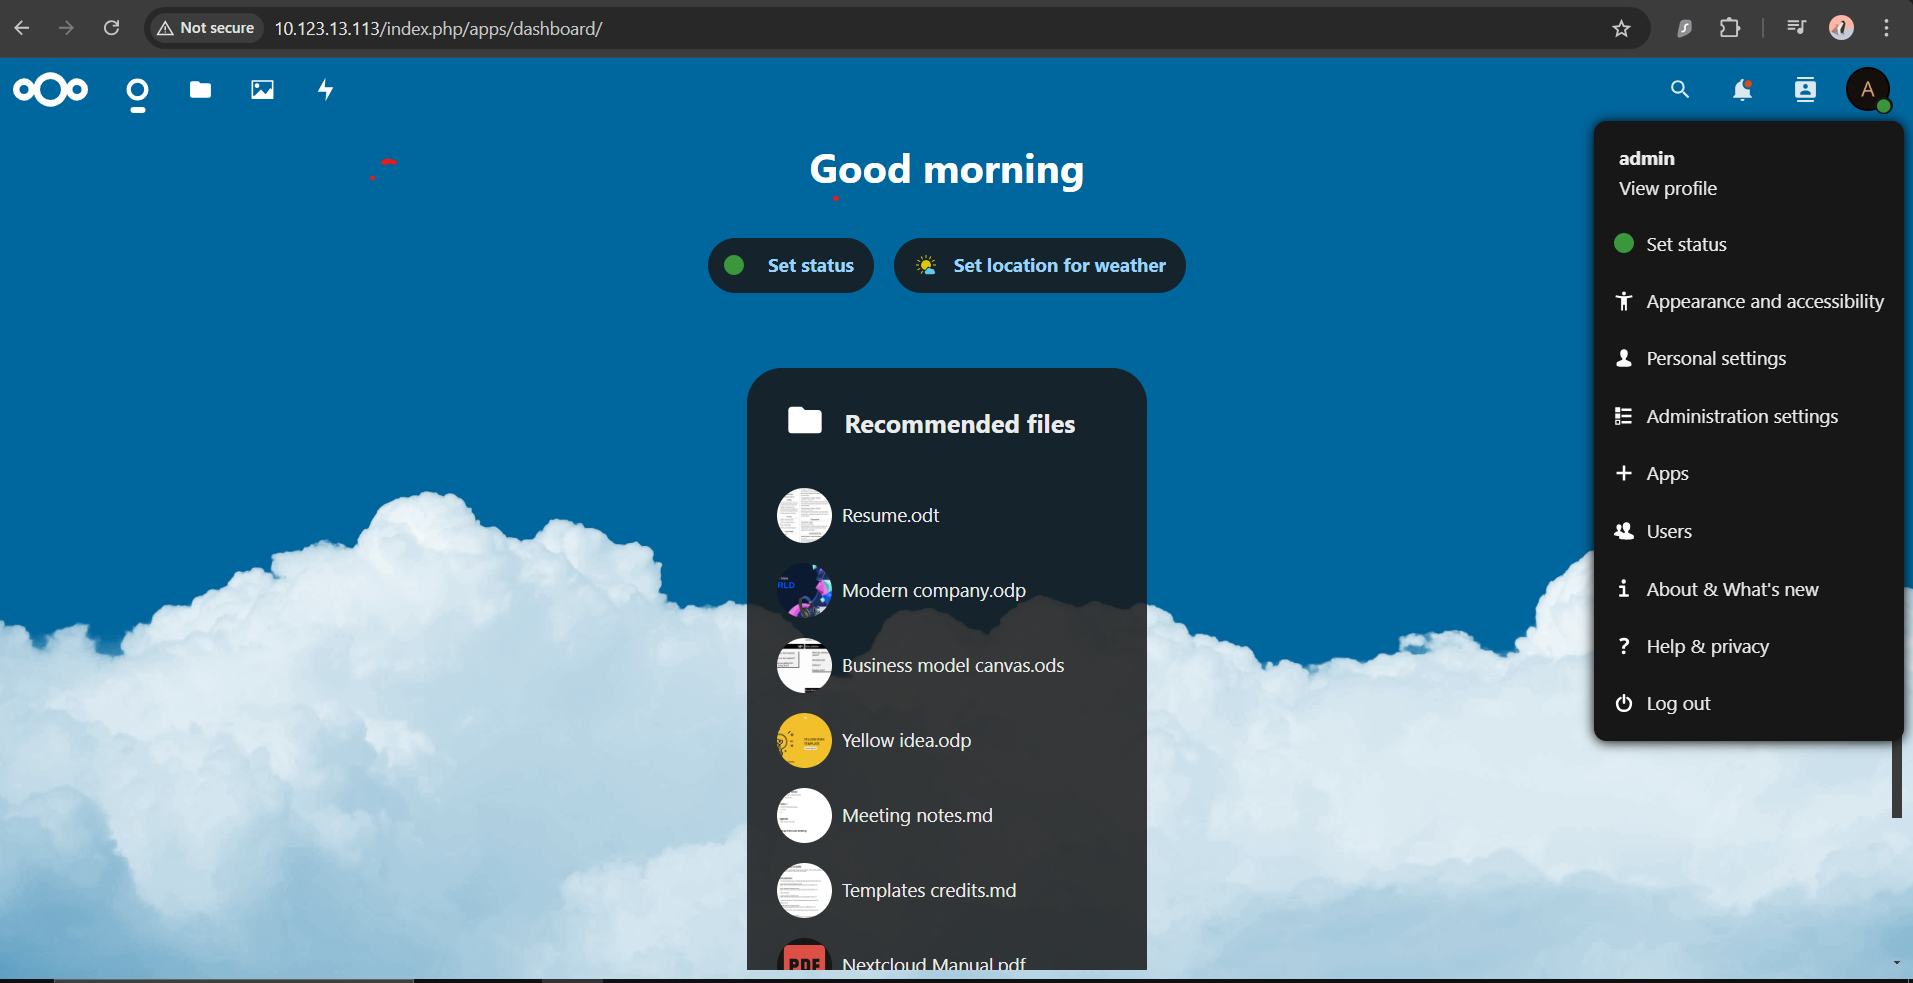 Not secure 10.123.13.113/index.php/apps/dashboard/
A
Good morning
Set status
Set location for weather
Recommended files
Resume.odt
Modern company.odp
Business model canvas.ods
Yellow idea.odp
Meeting notes.md
Templates credits.md
PDF Nextcloud Manual.pdf
admin
View profile
Set status
Appearance and accessibility
Personal settings
Administration settings
Apps
Users
About & What's new
Help & privacy
Log out